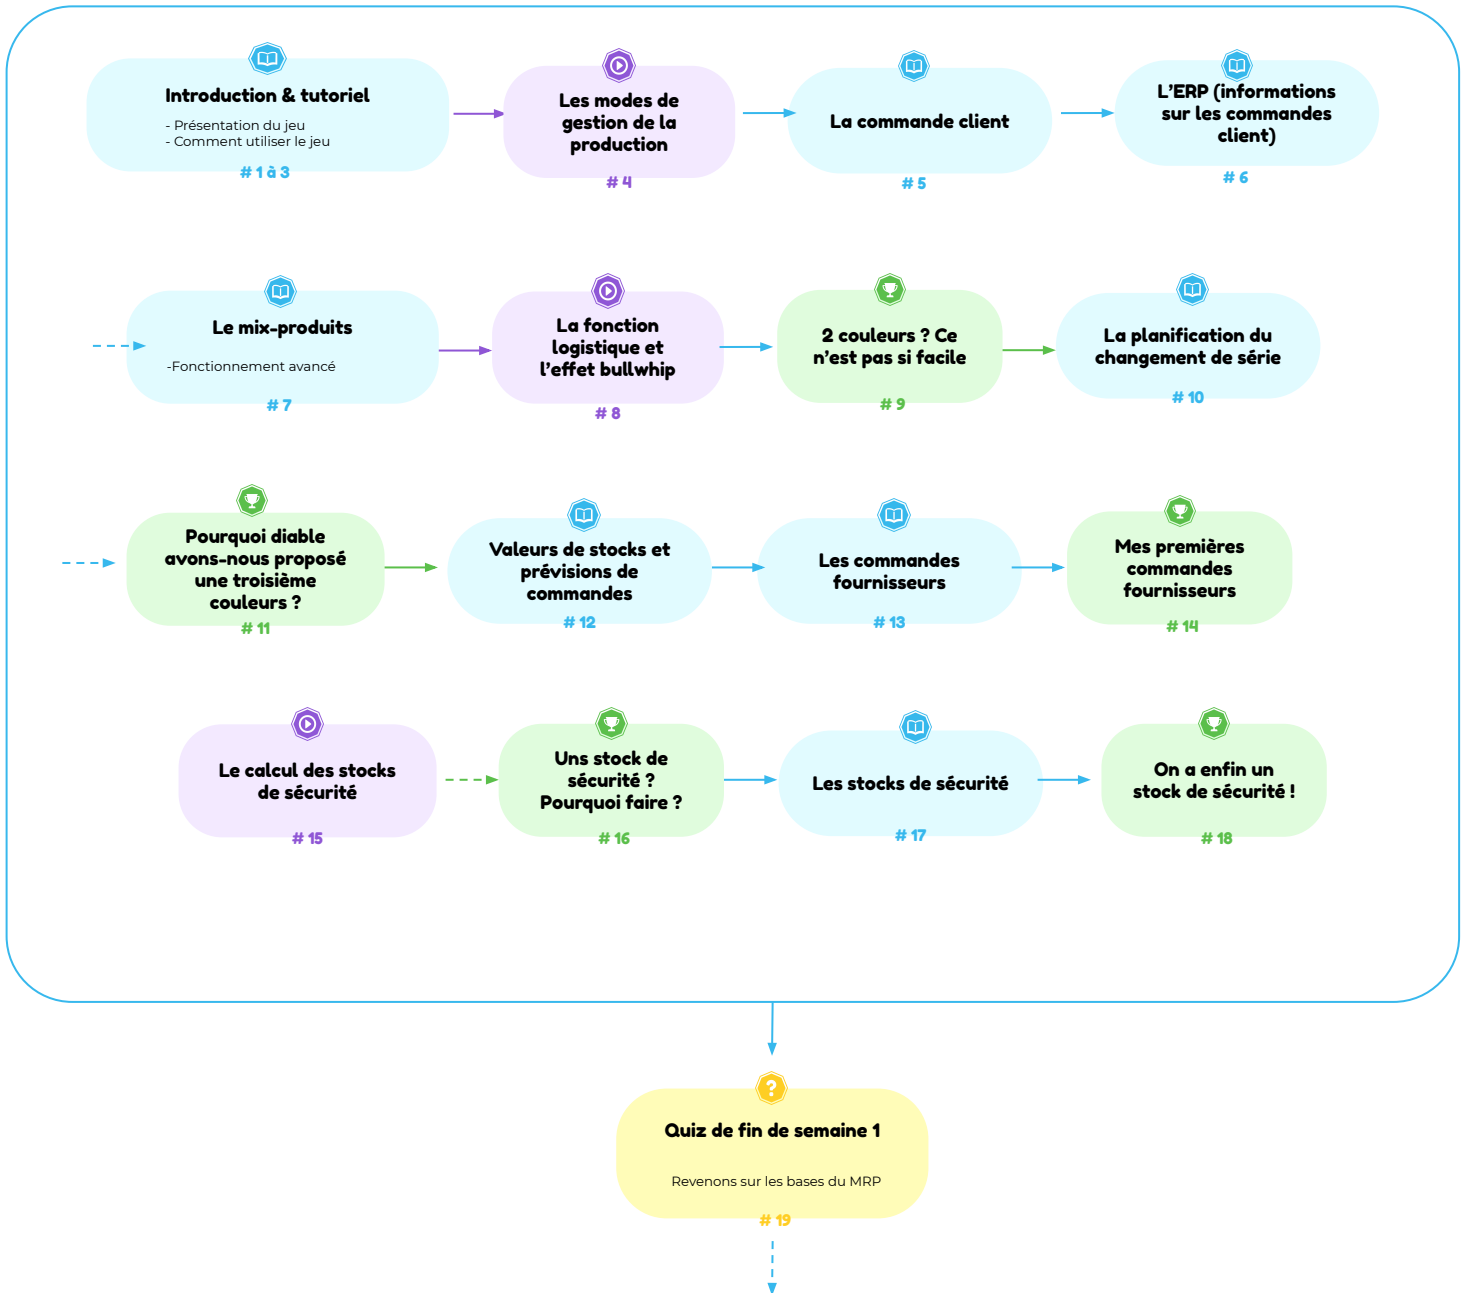 Introduction & tutoriel
- Présentation du jeu
- Comment utiliser le jeu
# 1 à 3
Les modes de
gestion de la
production
# 4
La commande client
# 5
L'ERP (informations
sur les commandes
client)
# 6
Le mix-produits
-Fonctionnement avancé
# 7
La fonction
logistique et
l'effet bullwhip
# 8
2 couleurs ? Ce
n'est pas si facile
# 9
La planification du
changement de série
# 10
Pourquoi diable
avons-nous proposé
une troisième
couleurs ?
# 11
Valeurs de stocks et
prévisions de
commandes
# 12
Les commandes
fournisseurs
# 13
Mes premières
commandes
fournisseurs
# 14
Le calcul des stocks
de sécurité
# 15
Uns stock de
sécurité ?
Pourquoi faire ?
# 16
Les stocks de sécurité
# 17
On a enfin un
stock de sécurité !
# 18
?
Quiz de fin de semaine 1
Revenons sur les bases du MRP
# 19